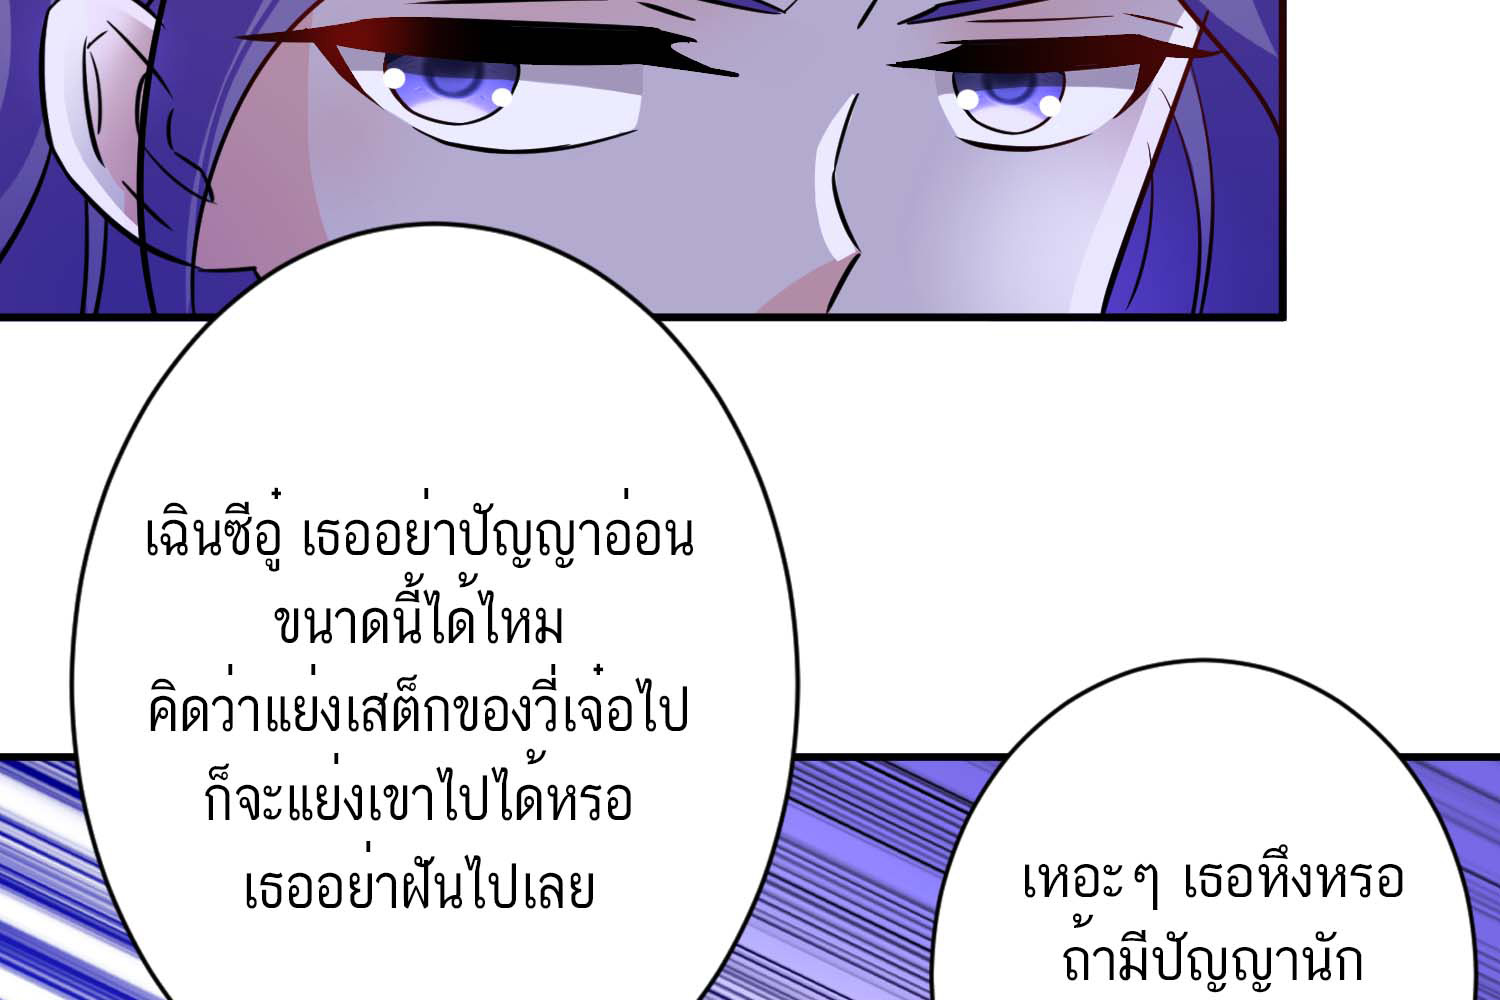 เฉินซีอู๋ เธออย่าปัญญาอ่อน
ขนาดนี้ได้ไหม
คิดว่าแย่งเสต็กของวี่เจ๋อไป
ก็จะแย่งเขาไปได้หรอ
เธออย่าฝันไปเลย
เหอะๆ เธอหึงหรอ
ถ้ามีปัญญานัก